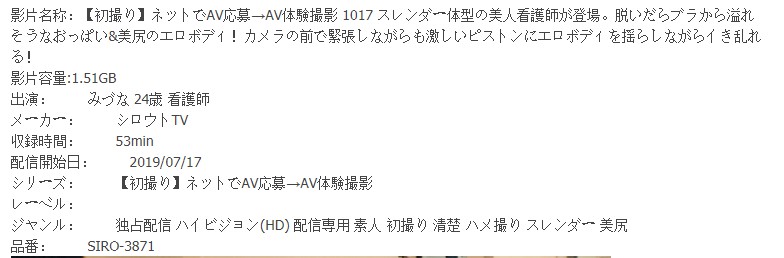 影片名称:【初撮り】ネットでAV応募→AV体験撮影 1017 スレンダー体型の美人看護師が登場。脱いだらブラから溢れ
そうなおっぱい&美尻のエロボディ! カメラの前で緊張しながらも激しいピストンにエロボディを揺らしながらイき乱れ
る!
影片容量:1.51GB
出演： みづな 24歳 看護師
メーカー： シロウトTV
収録時間： 53min
配信開始日： 2019/07/17
シリーズ： 【初撮り】ネットでAV応募→AV体験撮影
レーベル：
ジャンル： 独占配信 ハイビジョン(HD) 配信専用 素人 初撮り 清楚 ハメ撮り スレンダー 美尻
品番： SIRO-3871